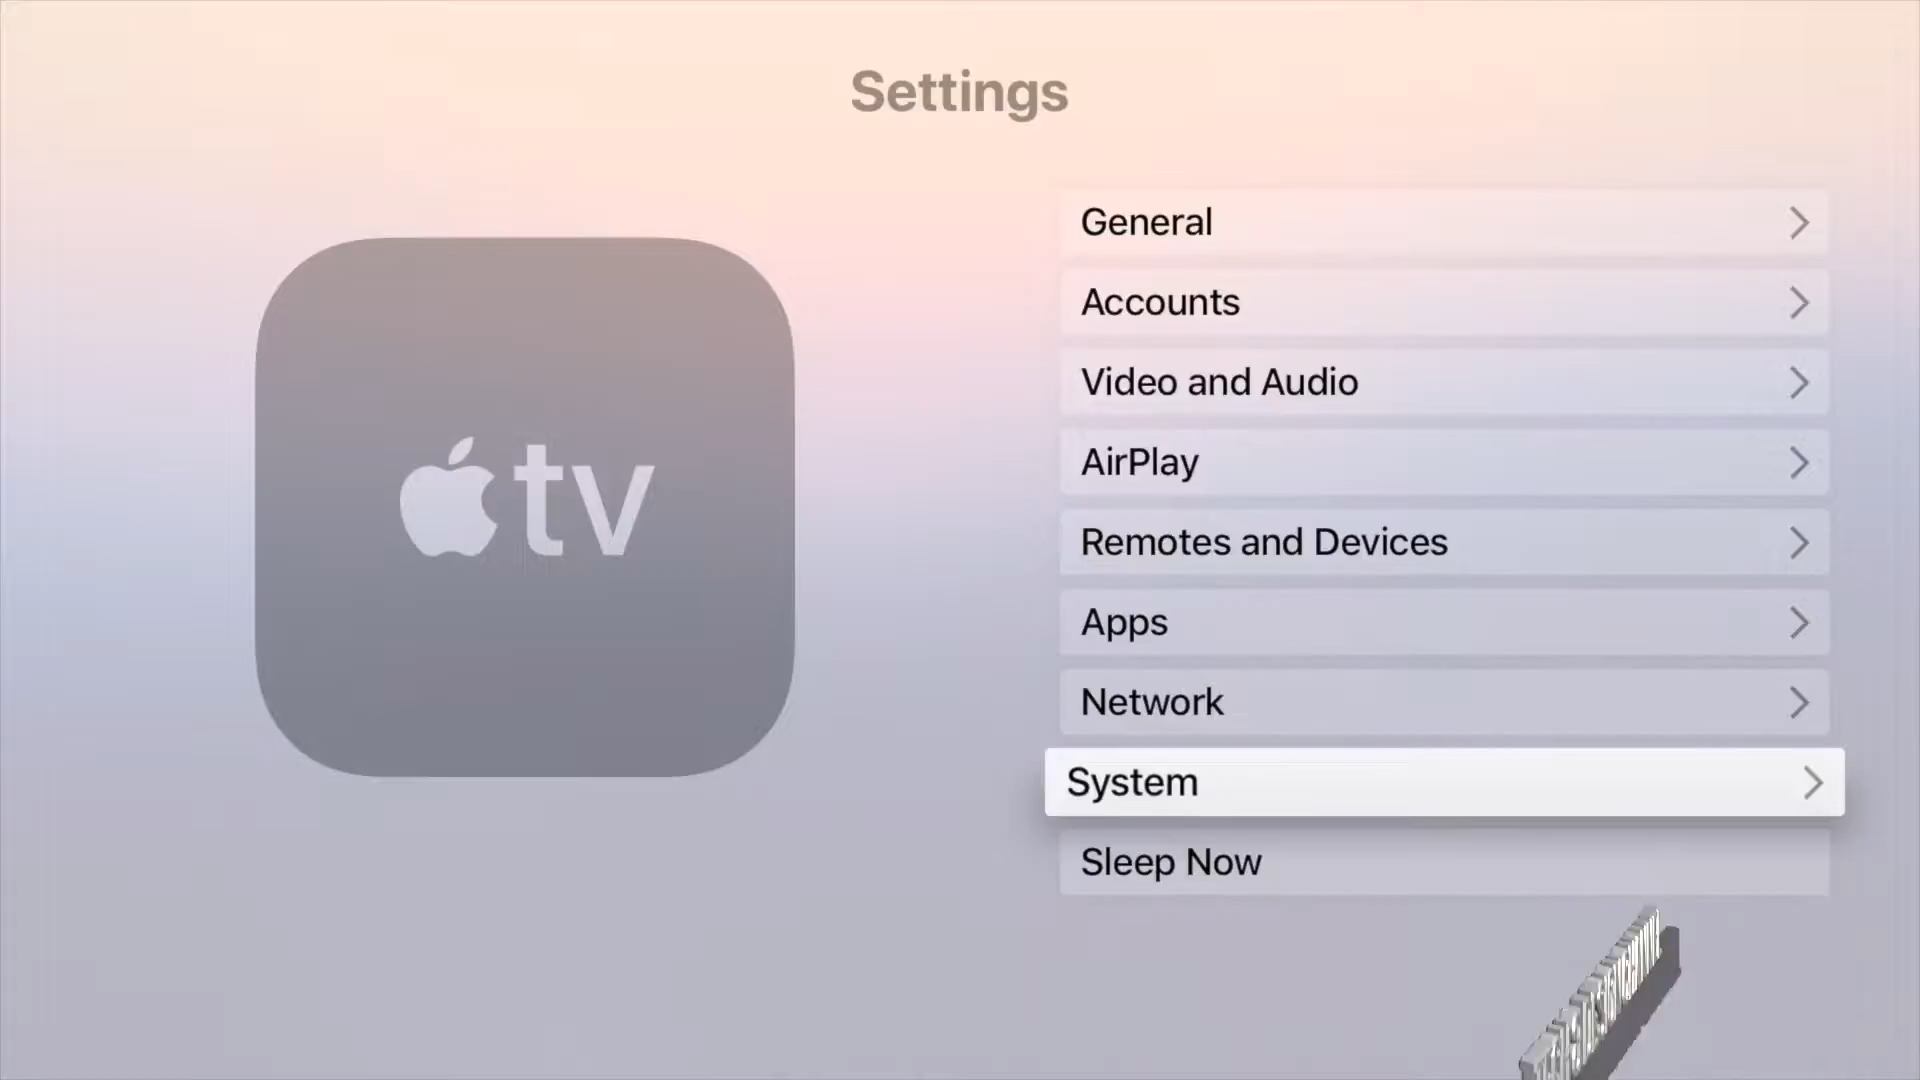 Settings
General
Accounts
Video and Audio
AirPlay
Remotes and Devices
Apps
Network
System
Sleep Now
tv